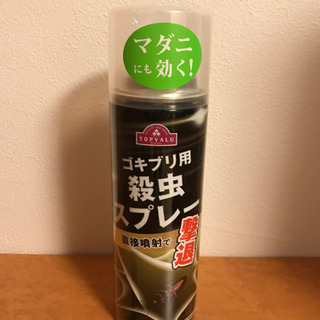 マダニ
にも効く!
TOPVALU
ゴキブリ用
殺虫
スプレー
直接噴射で
撃退